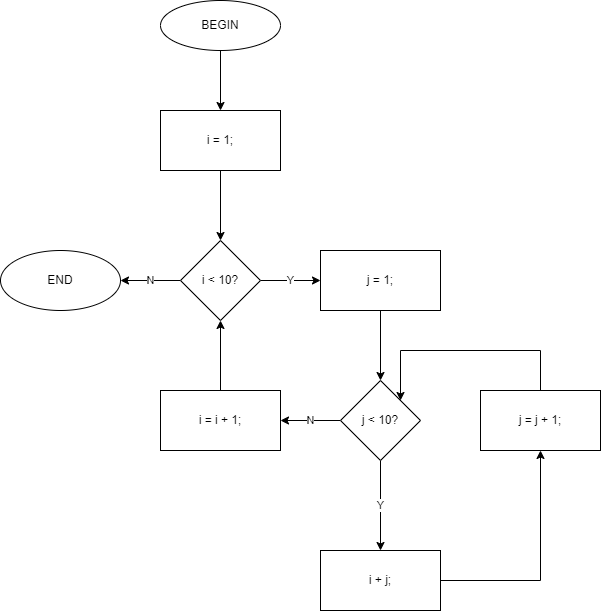 BEGIN
i = 1;
END
N
i < 10?
Y
j = 1;
i = i + 1;
N
j < 10?
j = j + 1;
Y
i + j;